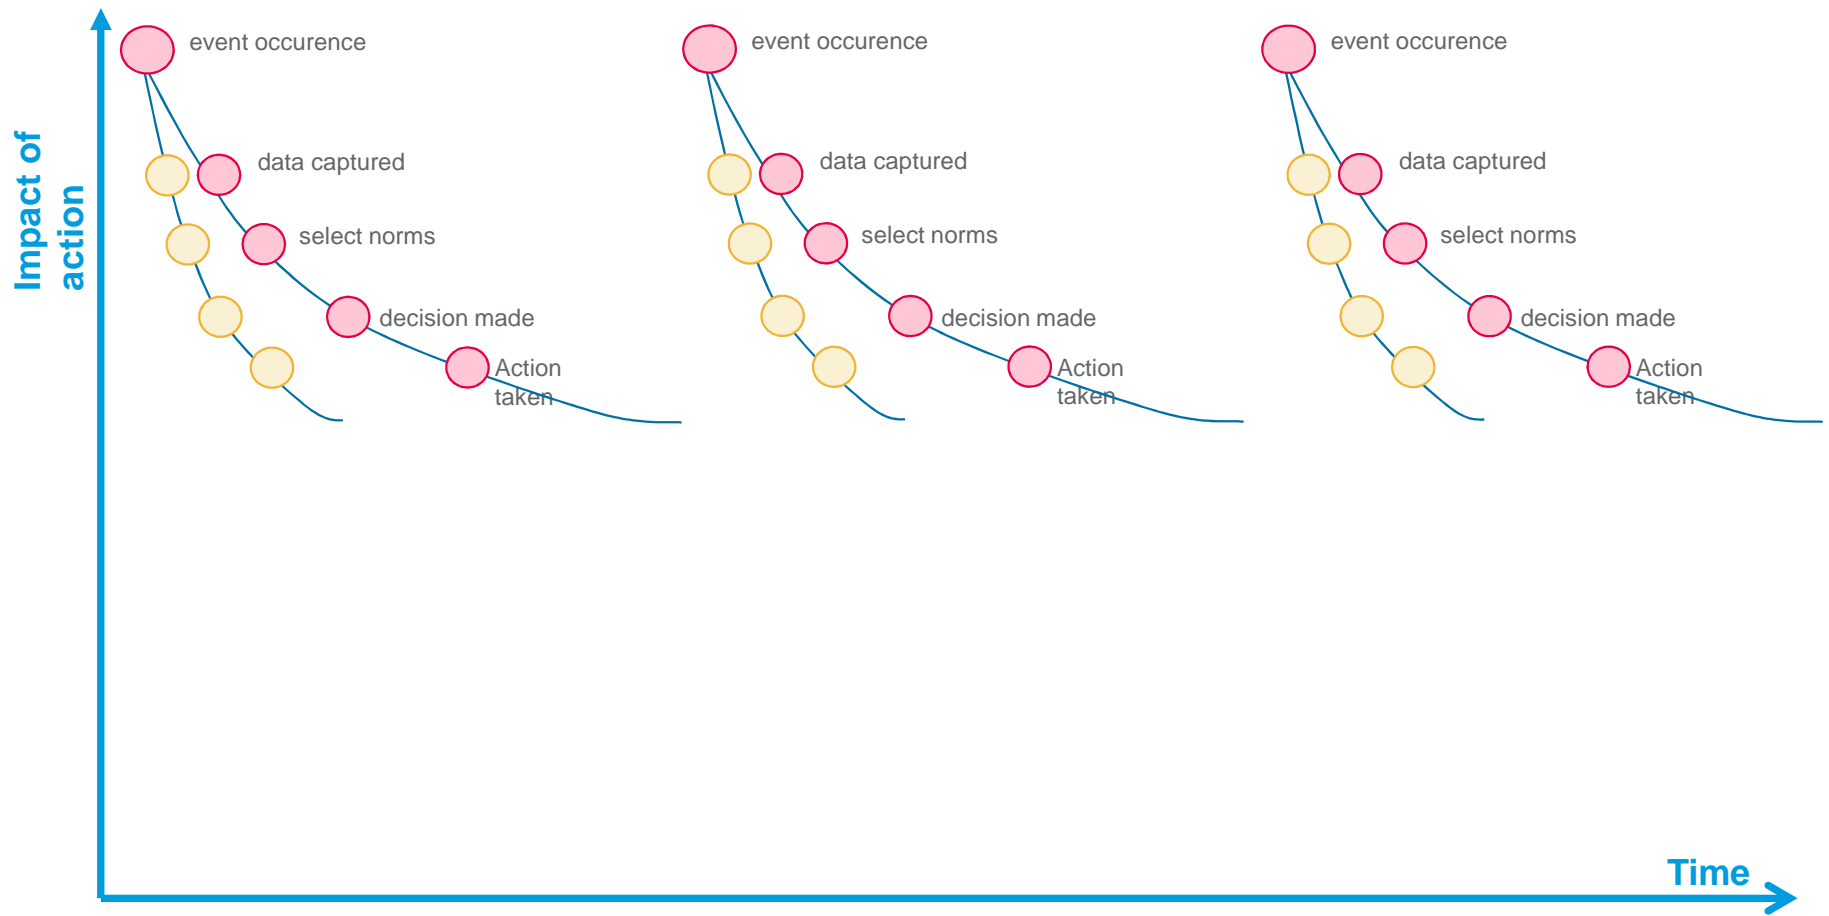 Impact of
action
event occurence
data captured
select norms
decision made
Action
taken
event occurence
data captured
select norms
decision made
Action
taken
event occurence
data captured
select norms
decision made
Action
taken
Time